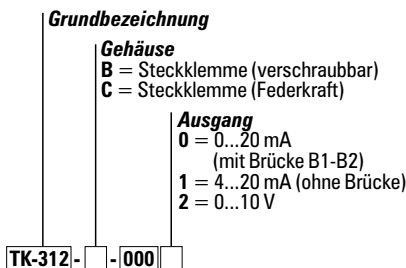 Grundbezeichnung
Gehäuse
B = Steckklemme (verschraubbar)
C = Steckklemme (Federkraft)
Ausgang
0 = 0...20 mA
(mit Brücke B1-B2)
1 = 4...20 mA (ohne Brücke)
2 = 0...10 V
TK-312 - - 000